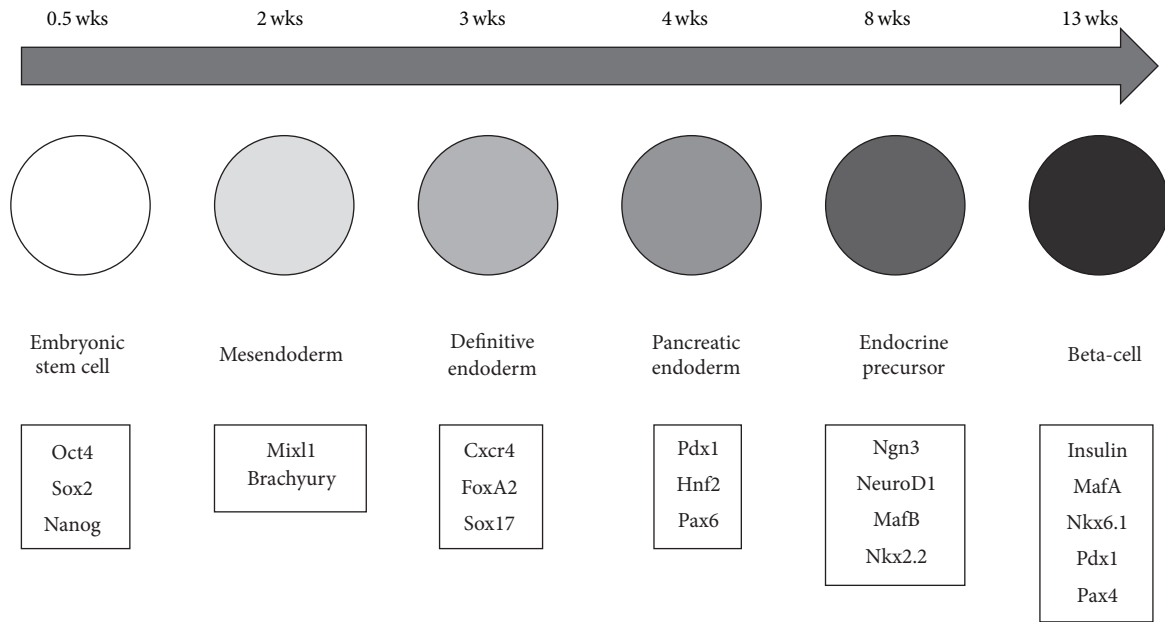 0.5 wks
2 wks
3 wks
4 wks
8 wks
13 wks
Embryonic
stem cell
Mesendoderm
Definitive
endoderm
Pancreatic
endoderm
Endocrine
precursor
Beta-cell
Oct4
Sox2
Nanog
Mixl1
Brachyury
Cxcr4
FoxA2
Sox17
Pdx1
Hnf2
Pax6
Ngn3
NeuroD1
MafB
Nkx2.2
Insulin
MafA
Nkx6.1
Pdx1
Pax4